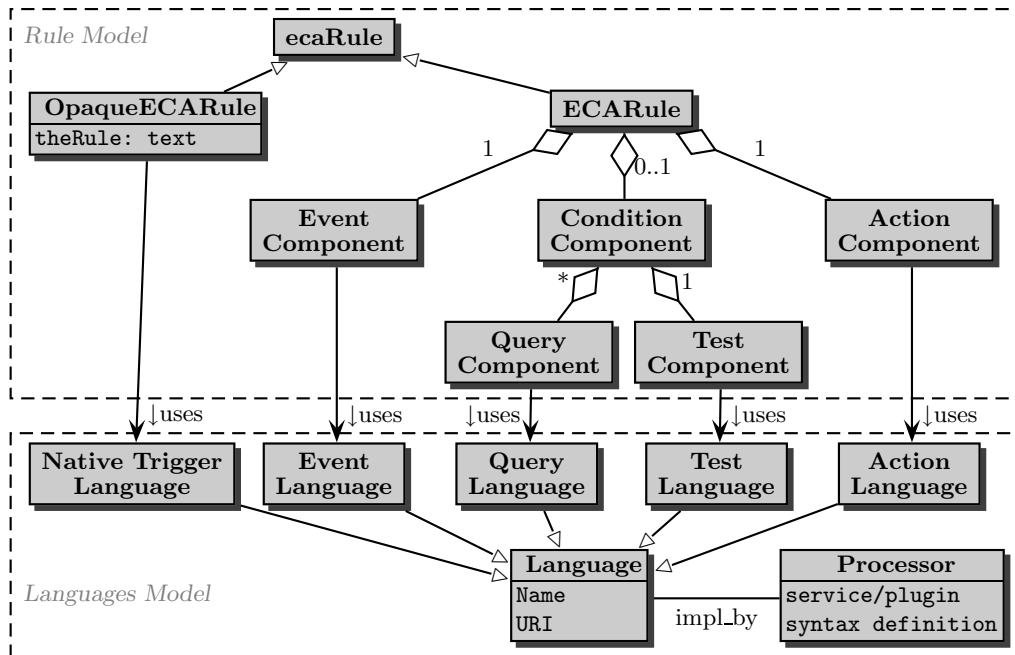 Rule Model
ecaRule
OpaqueECARule
theRule: text
ECARule
1
0..1
1
Event
Component
Condition
Component
Action
Component
*
1
Query
Component
Test
Component
↓uses
↓uses
↓uses
↓uses
↓uses
Native Trigger
Language
Event
Language
Query
Language
Test
Language
Action
Language
Languages Model
Language
Name
URI
impl_by
Processor
service/plugin
syntax definition